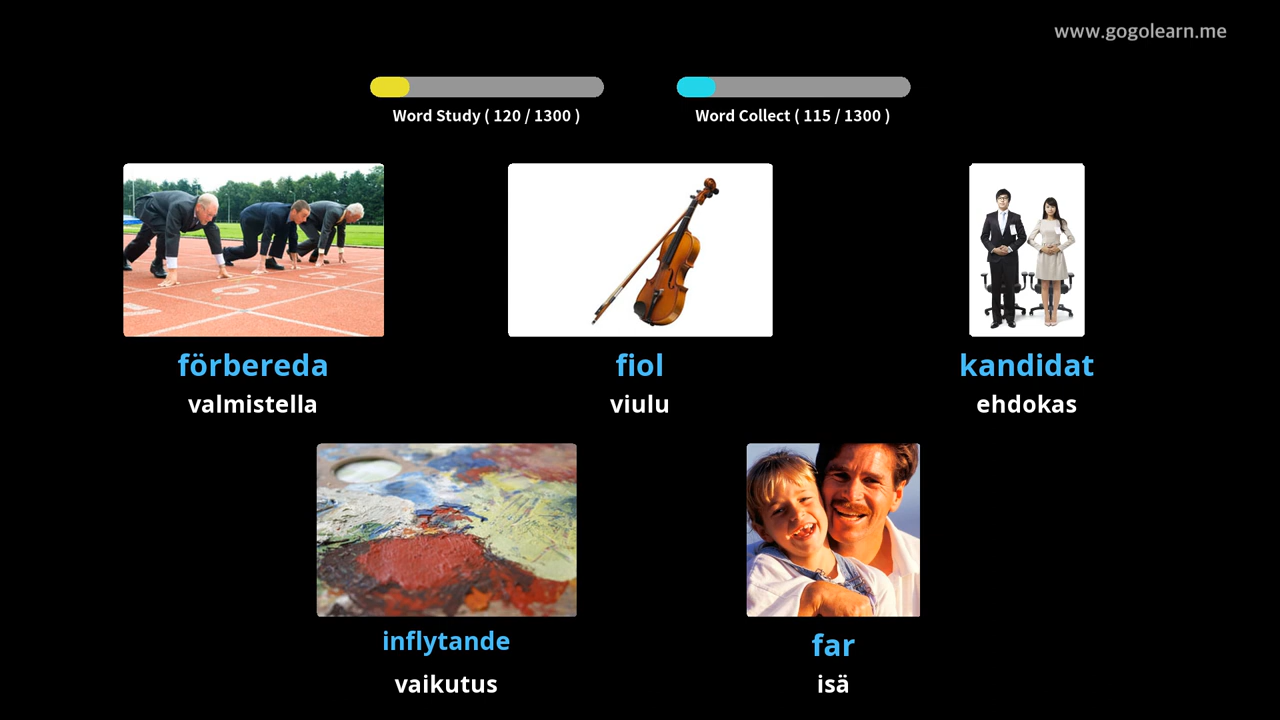 www.gogolearn.me
Word Study ( 120 / 1300 )
Word Collect ( 115 / 1300 )
förbereda
fiol
kandidat
valmistella
viulu
ehdokas
inflytande
far
vaikutus
isä